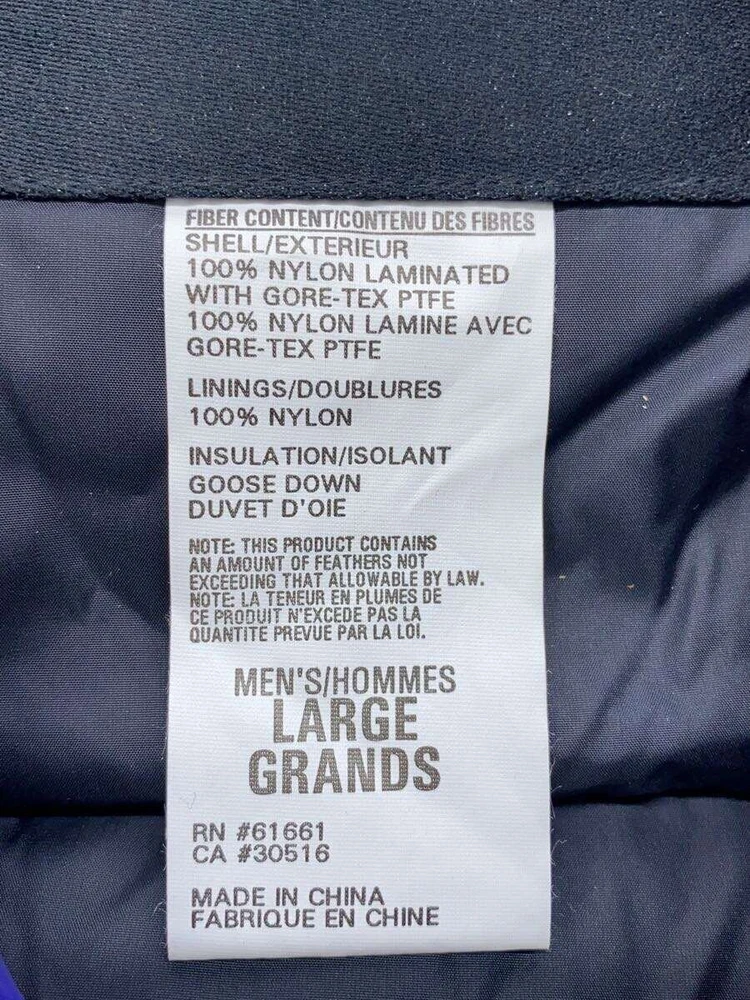 FIBER CONTENT/CONTENU DES FIBRES
SHELL/EXTERIEUR
100% NYLON LAMINATED
WITH GORE-TEX PTFE
100% NYLON LAMINE AVEC
GORE-TEX PTFE
LININGS/DOUBLURES
100% NYLON
INSULATION/ISOLANT
GOOSE DOWN
DUVET D'OIE
NOTE: THIS PRODUCT CONTAINS
AN AMOUNT OF FEATHERS NOT
EXCEEDING THAT ALLOWABLE BY LAW.
NOTE: LA TENEUR EN PLUMES DE
CE PRODUIT N'EXCEDE PAS LA
QUANTITE PREVUE PAR LA LOI.
MEN'S/HOMMES
LARGE
GRANDS
RN #61661
CA #30516
MADE IN CHINA
FABRIQUE EN CHINE